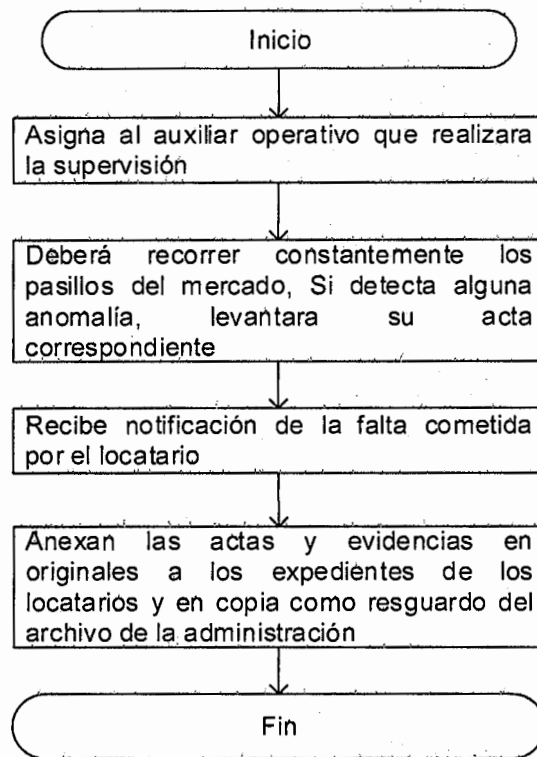 Inicio
Asigna al auxiliar operativo que realizara
la supervisión
Deberá recorrer constantemente los
pasillos del mercado, Si detecta alguna
anomalía, levantara su acta
correspondiente
Recibe notificación de la falta cometida
por el locatario
Anexan las actas y evidencias en
originales a los expedientes de los
locatarios y en copia como resguardo del
archivo de la administración
Fin